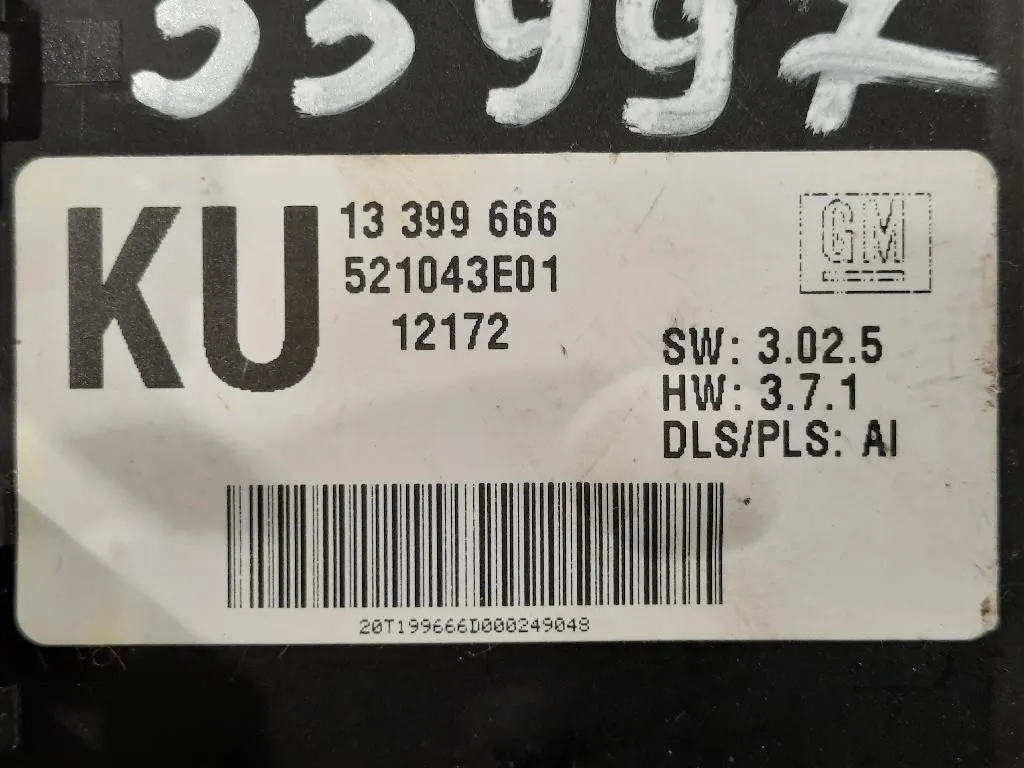 33997
KU
13 399 666
521043E01
12172
GM
SW: 3.02.5
HW: 3.7.1
DLS/PLS: AI
20T199666D000249048